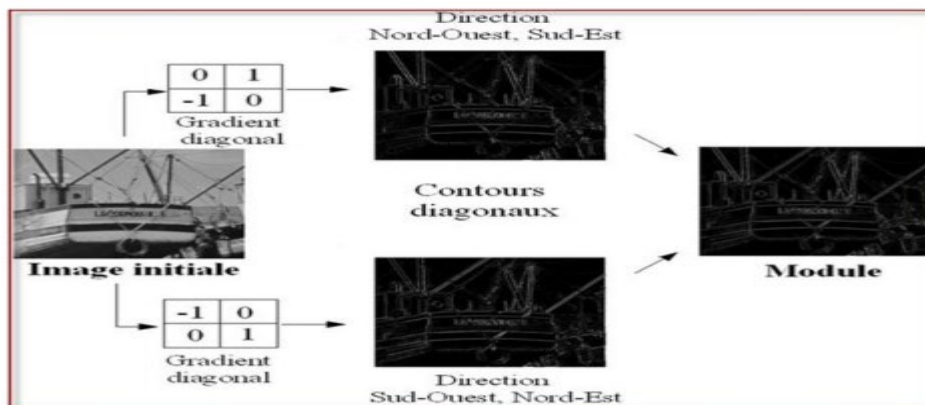 Direction
Nord-Ouest, Sud-Est
0 1
-1 0
Gradient
diagonal
Contours
diagonaux
Image initiale
Module
-1 0
0 1
Gradient
diagonal
Direction
Sud-Ouest, Nord-Est